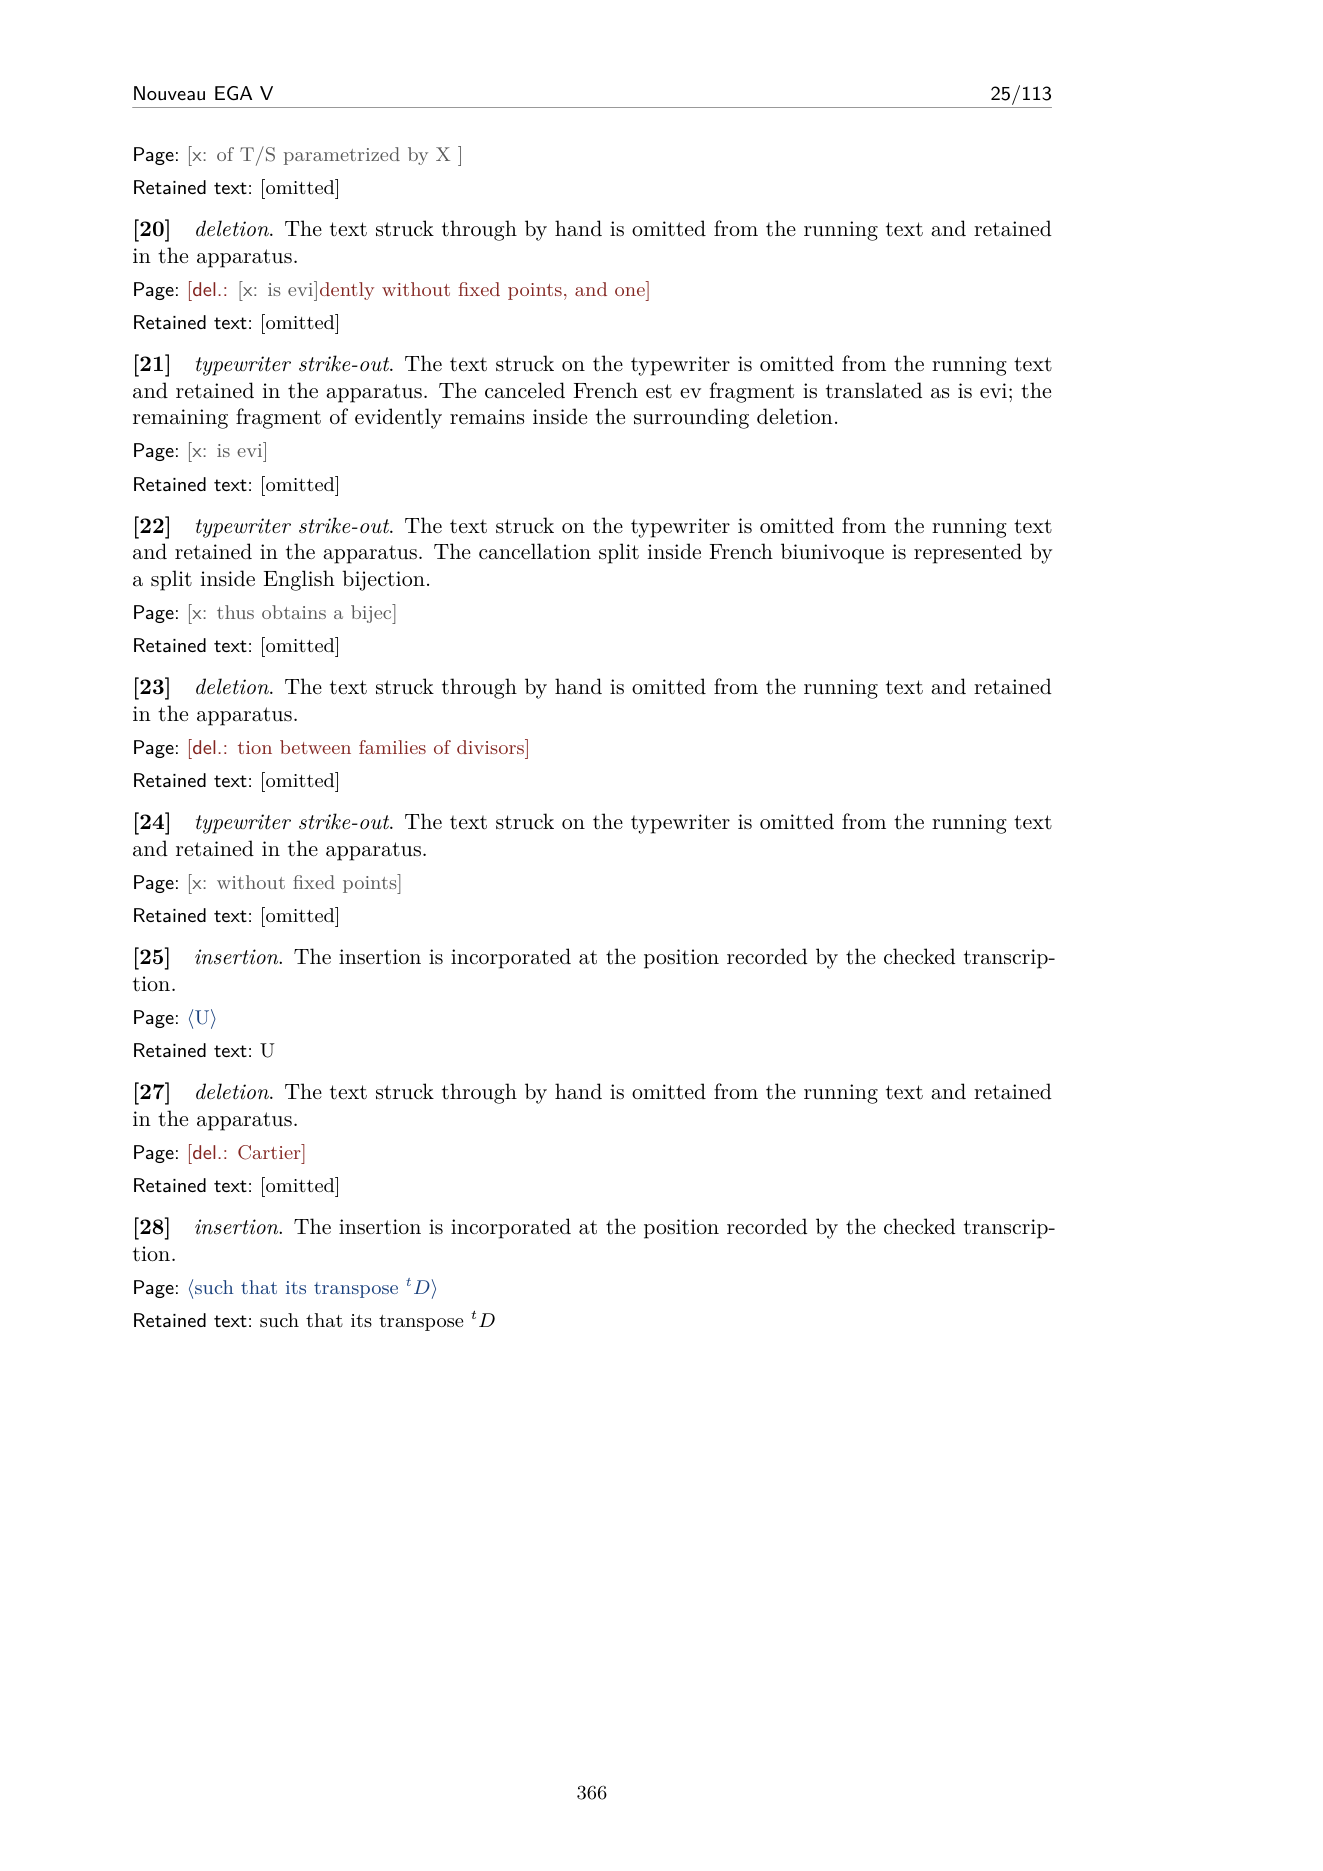 Nouveau EGA V 25/113
Page: [x: of T/S parametrized by X ]
Retained text: [omitted]
[20] deletion. The text struck through by hand is omitted from the running text and retained
in the apparatus.
Page: [del.: [x: is evi]dently without fixed points, and one]
Retained text: [omitted]
[21] typewriter strike-out. The text struck on the typewriter is omitted from the running text
and retained in the apparatus. The canceled French est ev fragment is translated as is evi; the
remaining fragment of evidently remains inside the surrounding deletion.
Page: [x: is evi]
Retained text: [omitted]
[22] typewriter strike-out. The text struck on the typewriter is omitted from the running text
and retained in the apparatus. The cancellation split inside French biunivoque is represented by
a split inside English bijection.
Page: [x: thus obtains a bijec]
Retained text: [omitted]
[23] deletion. The text struck through by hand is omitted from the running text and retained
in the apparatus.
Page: [del.: tion between families of divisors]
Retained text: [omitted]
[24] typewriter strike-out. The text struck on the typewriter is omitted from the running text
and retained in the apparatus.
Page: [x: without fixed points]
Retained text: [omitted]
[25] insertion. The insertion is incorporated at the position recorded by the checked transcrip-
tion.
Page: ⟨U⟩
Retained text: U
[27] deletion. The text struck through by hand is omitted from the running text and retained
in the apparatus.
Page: [del.: Cartier]
Retained text: [omitted]
[28] insertion. The insertion is incorporated at the position recorded by the checked transcrip-
tion.
Page: ⟨such that its transpose ᵗD⟩
Retained text: such that its transpose ᵗD
366